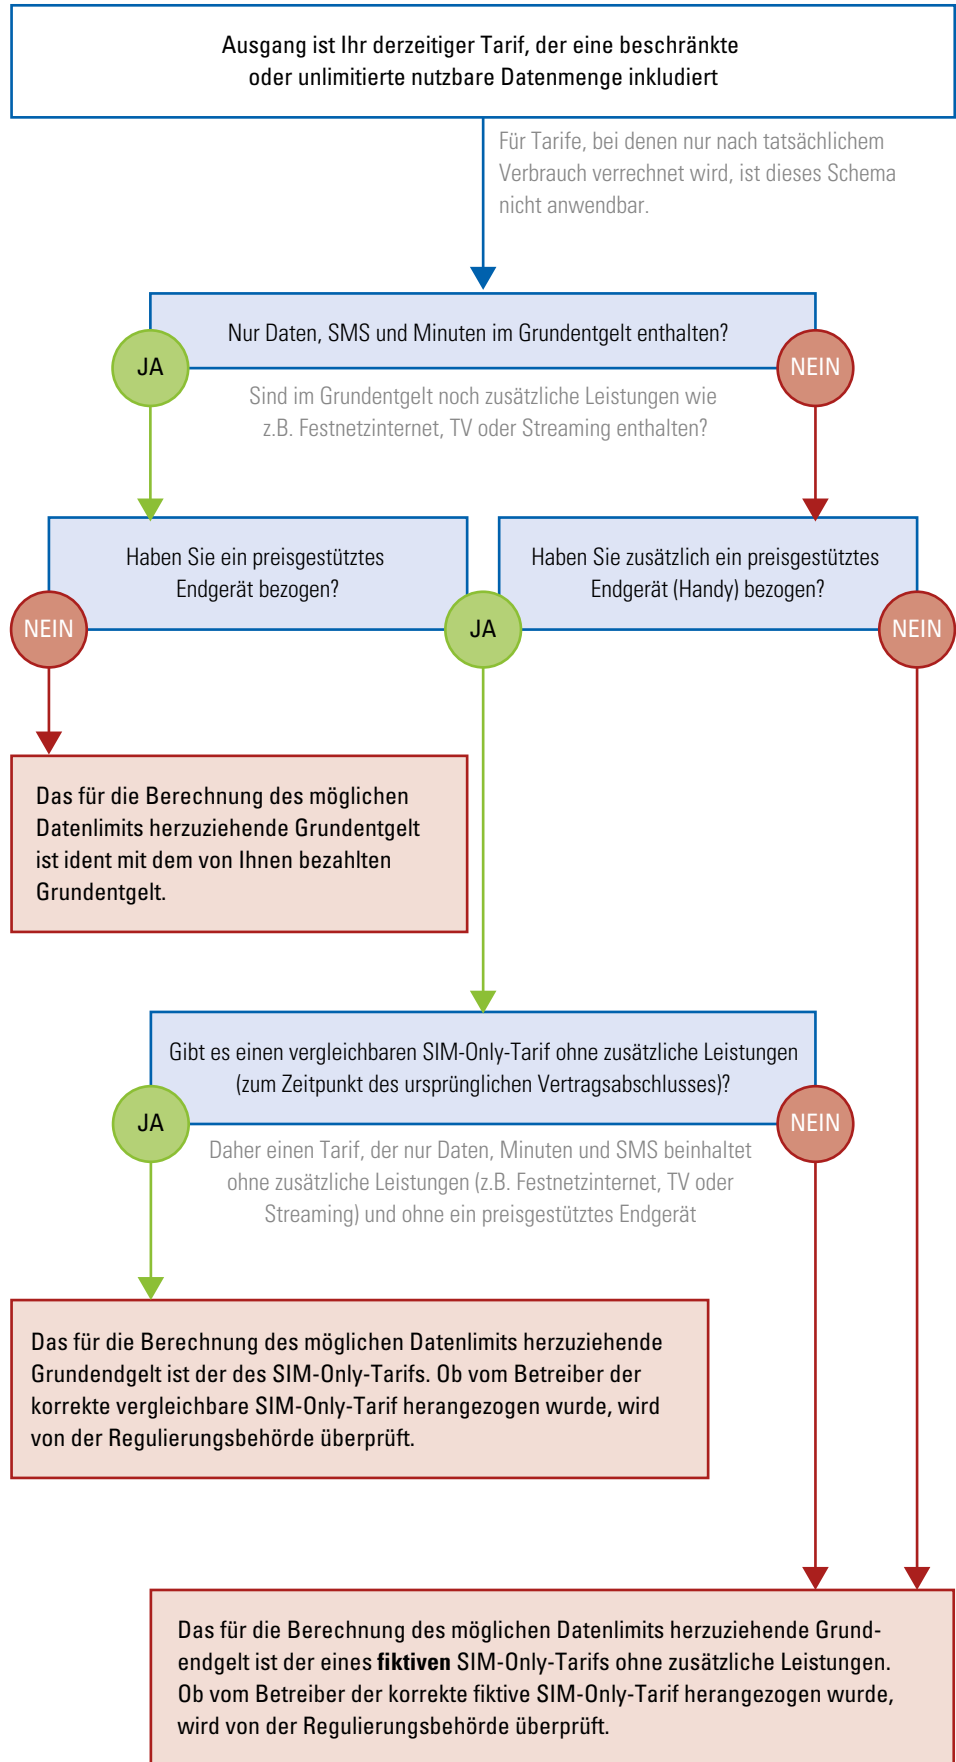 Ausgang ist Ihr derzeitiger Tarif, der eine beschränkte
oder unlimitierte nutzbare Datenmenge inkludiert
Für Tarife, bei denen nur nach tatsächlichem
Verbrauch verrechnet wird, ist dieses Schema
nicht anwendbar.
Nur Daten, SMS und Minuten im Grundentgelt enthalten?
JA
NEIN
Sind im Grundentgelt noch zusätzliche Leistungen wie
z.B. Festnetzinternet, TV oder Streaming enthalten?
Haben Sie ein preisgestütztes
Endgerät bezogen?
Haben Sie zusätzlich ein preisgestütztes
Endgerät (Handy) bezogen?
NEIN
JA
NEIN
Das für die Berechnung des möglichen
Datenlimits herzuziehende Grundentgelt
ist ident mit dem von Ihnen bezahlten
Grundentgelt.
Gibt es einen vergleichbaren SIM-Only-Tarif ohne zusätzliche Leistungen
(zum Zeitpunkt des ursprünglichen Vertragsabschlusses)?
JA
NEIN
Daher einen Tarif, der nur Daten, Minuten und SMS beinhaltet
ohne zusätzliche Leistungen (z.B. Festnetzinternet, TV oder
Streaming) und ohne ein preisgestütztes Endgerät
Das für die Berechnung des möglichen Datenlimits herzuziehende
Grundendgelt ist der des SIM-Only-Tarifs. Ob vom Betreiber der
korrekte vergleichbare SIM-Only-Tarif herangezogen wurde, wird
von der Regulierungsbehörde überprüft.
Das für die Berechnung des möglichen Datenlimits herzuziehende Grund-
endgelt ist der eines fiktiven SIM-Only-Tarifs ohne zusätzliche Leistungen.
Ob vom Betreiber der korrekte fiktive SIM-Only-Tarif herangezogen wurde,
wird von der Regulierungsbehörde überprüft.